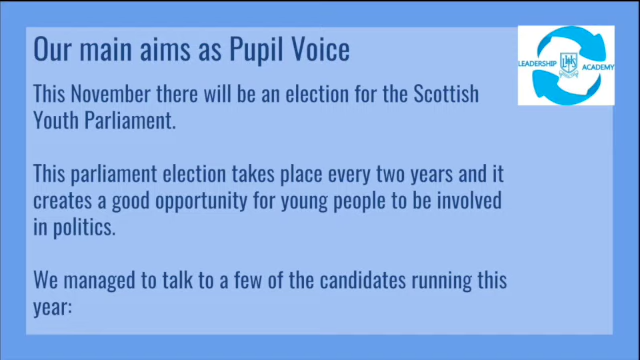 Our main aims as Pupil Voice
LEADERSHIP
ACADEMY
This November there will be an election for the Scottish
Youth Parliament.
This parliament election takes place every two years and it
creates a good opportunity for young people to be involved
in politics.
We managed to talk to a few of the candidates running this
year: